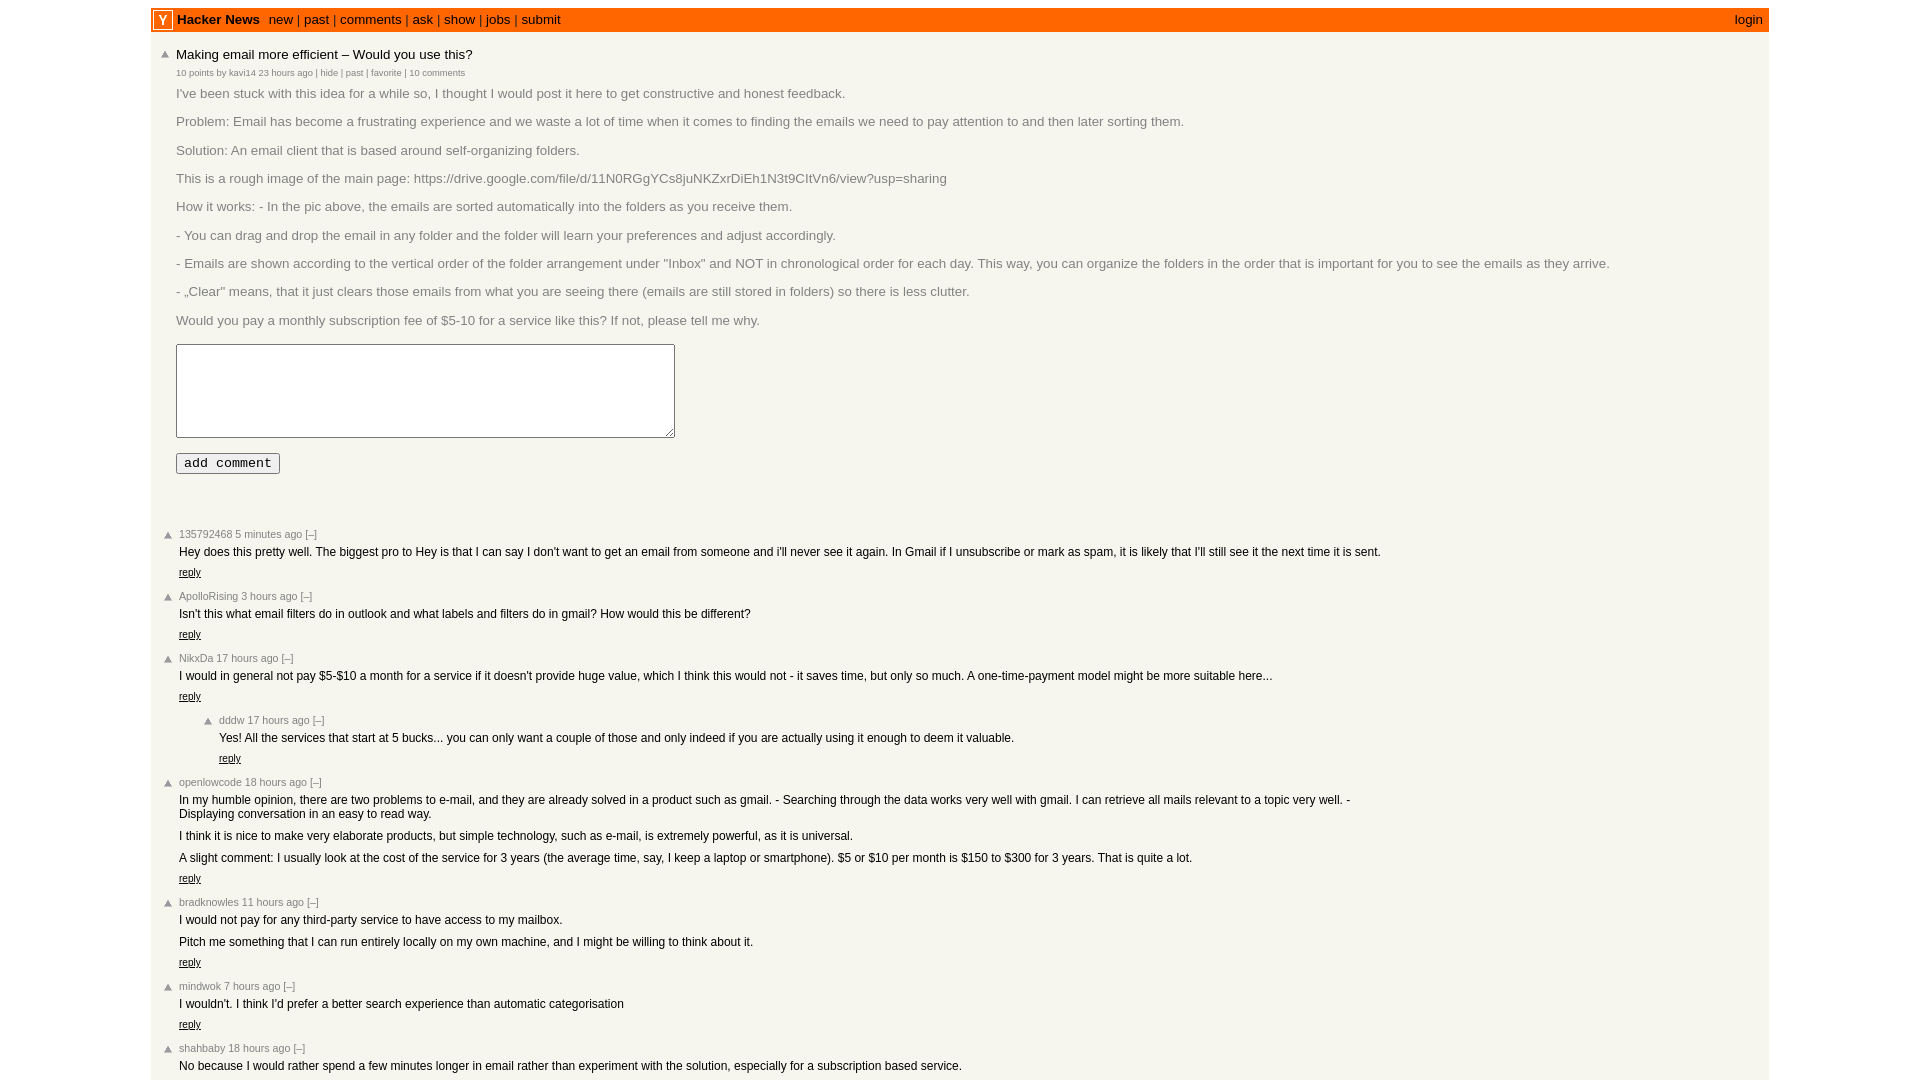 Y Hacker News new | past | comments | ask | show | jobs | submit login
Making email more efficient – Would you use this?
10 points by kavi14 23 hours ago | hide | past | favorite | 10 comments
I've been stuck with this idea for a while so, I thought I would post it here to get constructive and honest feedback.
Problem: Email has become a frustrating experience and we waste a lot of time when it comes to finding the emails we need to pay attention to and then later sorting them.
Solution: An email client that is based around self-organizing folders.
This is a rough image of the main page: https://drive.google.com/file/d/11N0RGgYCs8juNKZxrDiEh1N3t9CItVn6/view?usp=sharing
How it works: - In the pic above, the emails are sorted automatically into the folders as you receive them.
- You can drag and drop the email in any folder and the folder will learn your preferences and adjust accordingly.
- Emails are shown according to the vertical order of the folder arrangement under "Inbox" and NOT in chronological order for each day. This way, you can organize the folders in the order that is important for you to see the emails as they arrive.
- „Clear" means, that it just clears those emails from what you are seeing there (emails are still stored in folders) so there is less clutter.
Would you pay a monthly subscription fee of $5-10 for a service like this? If not, please tell me why.
add comment
135792468 5 minutes ago [–]
Hey does this pretty well. The biggest pro to Hey is that I can say I don't want to get an email from someone and i'll never see it again. In Gmail if I unsubscribe or mark as spam, it is likely that I'll still see it the next time it is sent.
reply
ApolloRising 3 hours ago [–]
Isn't this what email filters do in outlook and what labels and filters do in gmail? How would this be different?
reply
NikxDa 17 hours ago [–]
I would in general not pay $5-$10 a month for a service if it doesn't provide huge value, which I think this would not - it saves time, but only so much. A one-time-payment model might be more suitable here...
reply
dddw 17 hours ago [–]
Yes! All the services that start at 5 bucks... you can only want a couple of those and only indeed if you are actually using it enough to deem it valuable.
reply
openlowcode 18 hours ago [–]
In my humble opinion, there are two problems to e-mail, and they are already solved in a product such as gmail. - Searching through the data works very well with gmail. I can retrieve all mails relevant to a topic very well. -
Displaying conversation in an easy to read way.
I think it is nice to make very elaborate products, but simple technology, such as e-mail, is extremely powerful, as it is universal.
A slight comment: I usually look at the cost of the service for 3 years (the average time, say, I keep a laptop or smartphone). $5 or $10 per month is $150 to $300 for 3 years. That is quite a lot.
reply
bradknowles 11 hours ago [–]
I would not pay for any third-party service to have access to my mailbox.
Pitch me something that I can run entirely locally on my own machine, and I might be willing to think about it.
reply
mindwok 7 hours ago [–]
I wouldn't. I think I'd prefer a better search experience than automatic categorisation
reply
shahbaby 18 hours ago [–]
No because I would rather spend a few minutes longer in email rather than experiment with the solution, especially for a subscription based service.